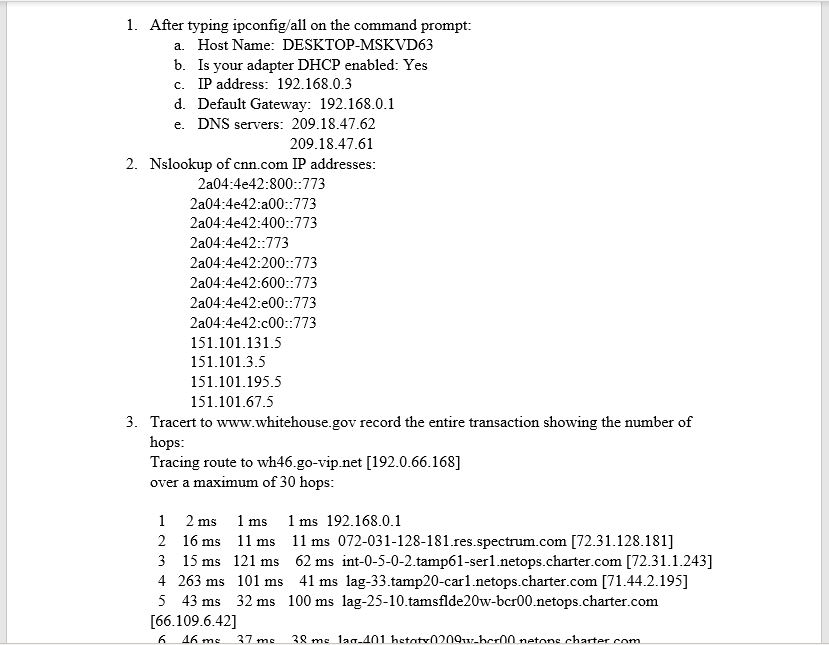 1. After typing ipconfig/all on the command prompt:
a. Host Name: DESKTOP-MSKVD63
b. Is your adapter DHCP enabled: Yes
c. IP address: 192.168.0.3
d. Default Gateway: 192.168.0.1
e. DNS servers: 209.18.47.62
209.18.47.61
2. Nslookup of cnn.com IP addresses:
2a04:4e42:800::773
2a04:4e42:a00::773
2a04:4e42:400::773
2a04:4e42::773
2a04:4e42:200::773
2a04:4e42:600::773
2a04:4e42:e00::773
2a04:4e42:c00::773
151.101.131.5
151.101.3.5
151.101.195.5
151.101.67.5
3. Tracert to www.whitehouse.gov record the entire transaction showing the number of
hops:
Tracing route to wh46.go-vip.net [192.0.66.168]
over a maximum of 30 hops:
1 2 ms 1 ms 1 ms 192.168.0.1
2 16 ms 11 ms 11 ms 072-031-128-181.res.spectrum.com [72.31.128.181]
3 15 ms 121 ms 62 ms int-0-5-0-2.tamp61-ser1.netops.charter.com [72.31.1.243]
4 263 ms 101 ms 41 ms lag-33.tamp20-car1.netops.charter.com [71.44.2.195]
5 43 ms 32 ms 100 ms lag-25-10.tamsflde20w-bcr00.netops.charter.com
[66.109.6.42]
6 46 ms 37 ms 38 ms lag-401.hstqtx0209w-bcr00.netops.charter.com